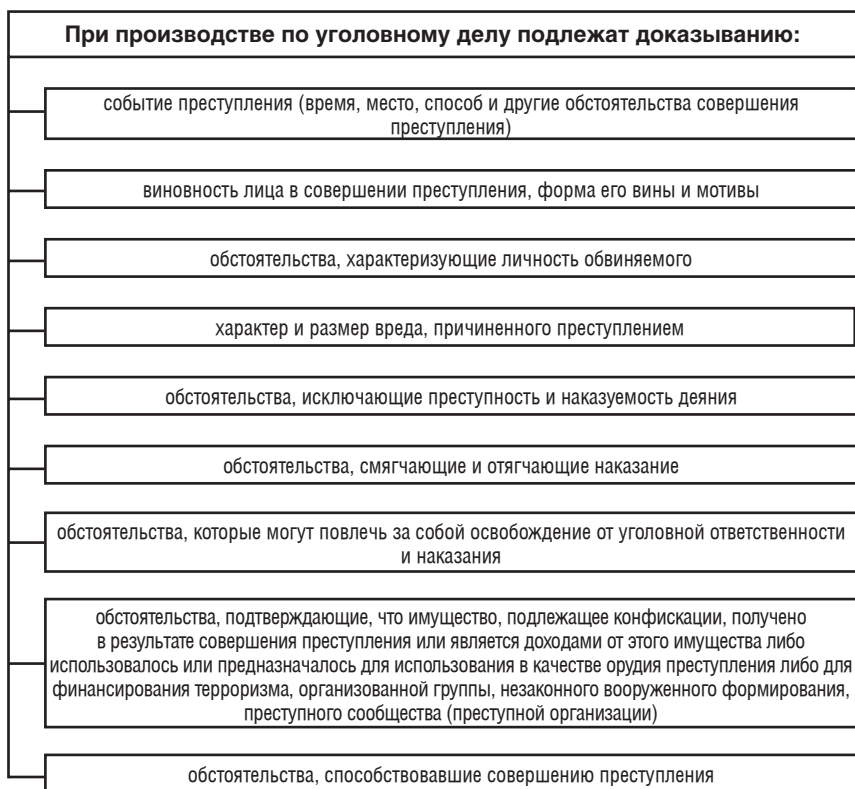 При производстве по уголовному делу подлежат доказыванию:
событие преступления (время, место, способ и другие обстоятельства совершения
преступления)
виновность лица в совершении преступления, форма его вины и мотивы
обстоятельства, характеризующие личность обвиняемого
характер и размер вреда, причиненного преступлением
обстоятельства, исключающие преступность и наказуемость деяния
обстоятельства, смягчающие и отягчающие наказание
обстоятельства, которые могут повлечь за собой освобождение от уголовной ответственности
и наказания
обстоятельства, подтверждающие, что имущество, подлежащее конфискации, получено
в результате совершения преступления или является доходами от этого имущества либо
использовалось или предназначалось для использования в качестве орудия преступления либо для
финансирования терроризма, организованной группы, незаконного вооруженного формирования,
преступного сообщества (преступной организации)
обстоятельства, способствовавшие совершению преступления